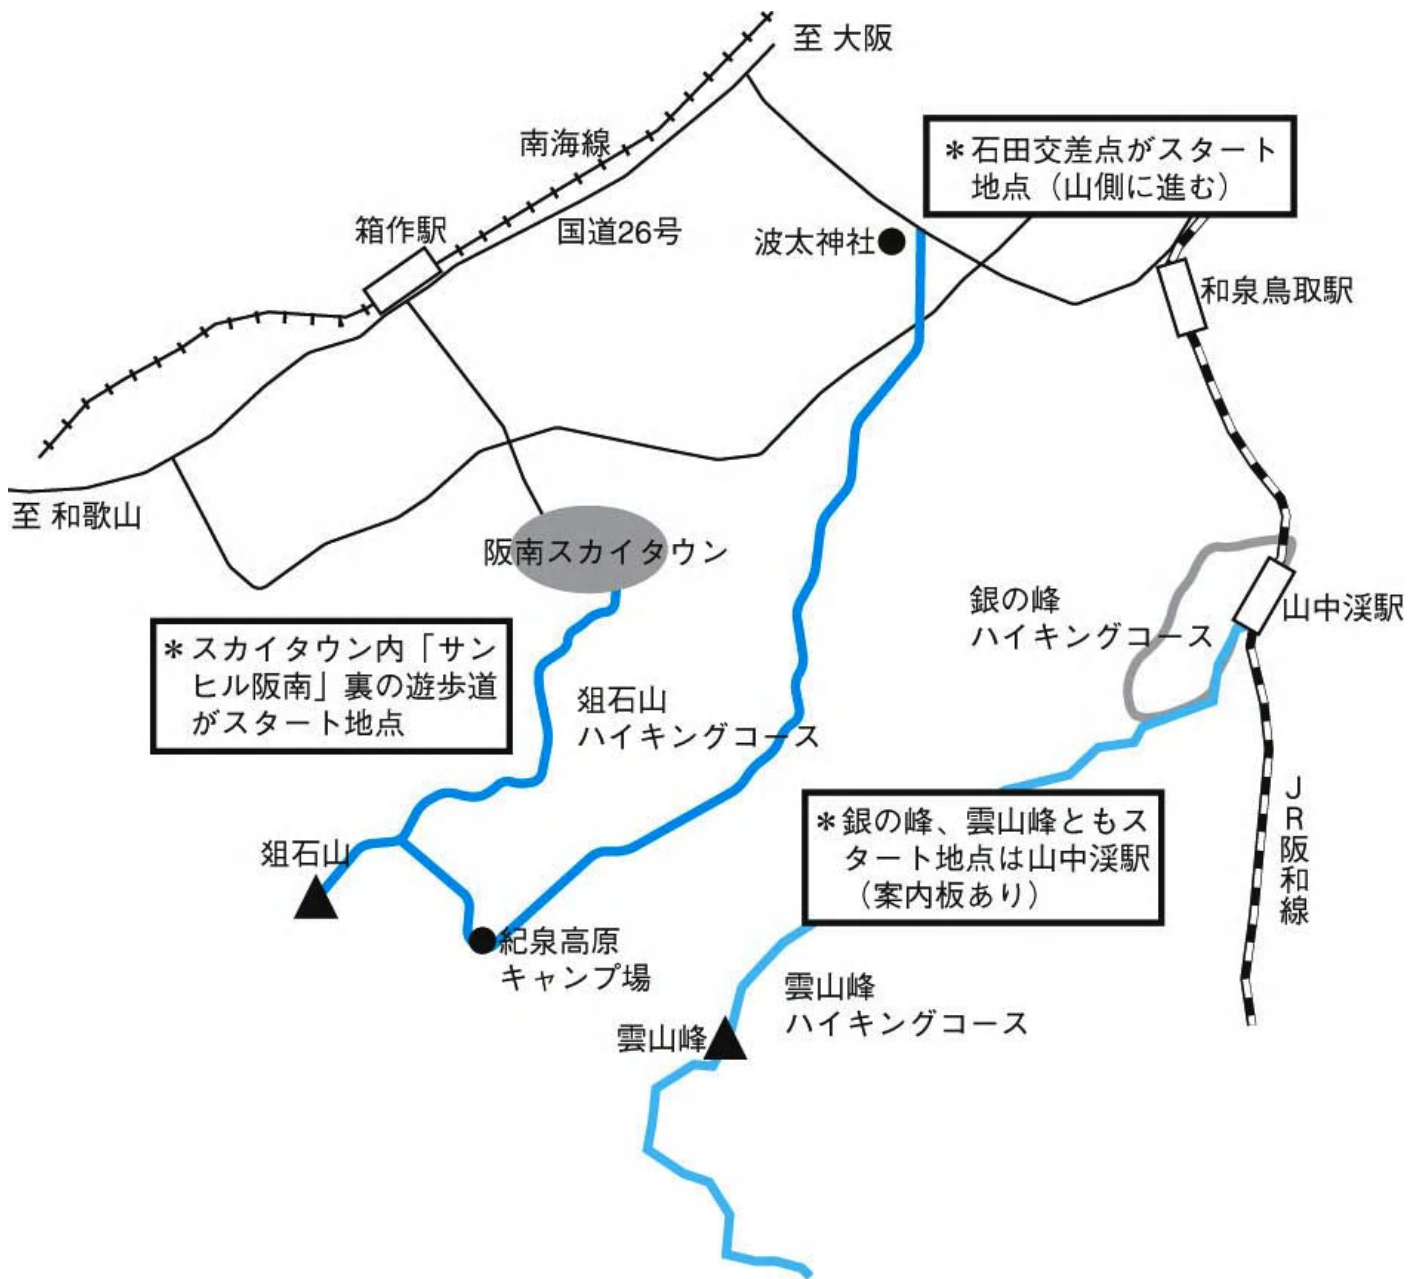 至 大阪
南海線
＊石田交差点がスタート
地点（山側に進む）
箱作駅
国道26号
波太神社
和泉鳥取駅
至 和歌山
阪南スカイタウン
銀の峰
ハイキングコース
山中渓駅
＊スカイタウン内「サン
ヒル阪南」裏の遊歩道
がスタート地点
俎石山
ハイキングコース
JR阪和線
＊銀の峰、雲山峰ともス
タート地点は山中渓駅
（案内板あり）
俎石山
紀泉高原
キャンプ場
雲山峰
ハイキングコース
雲山峰